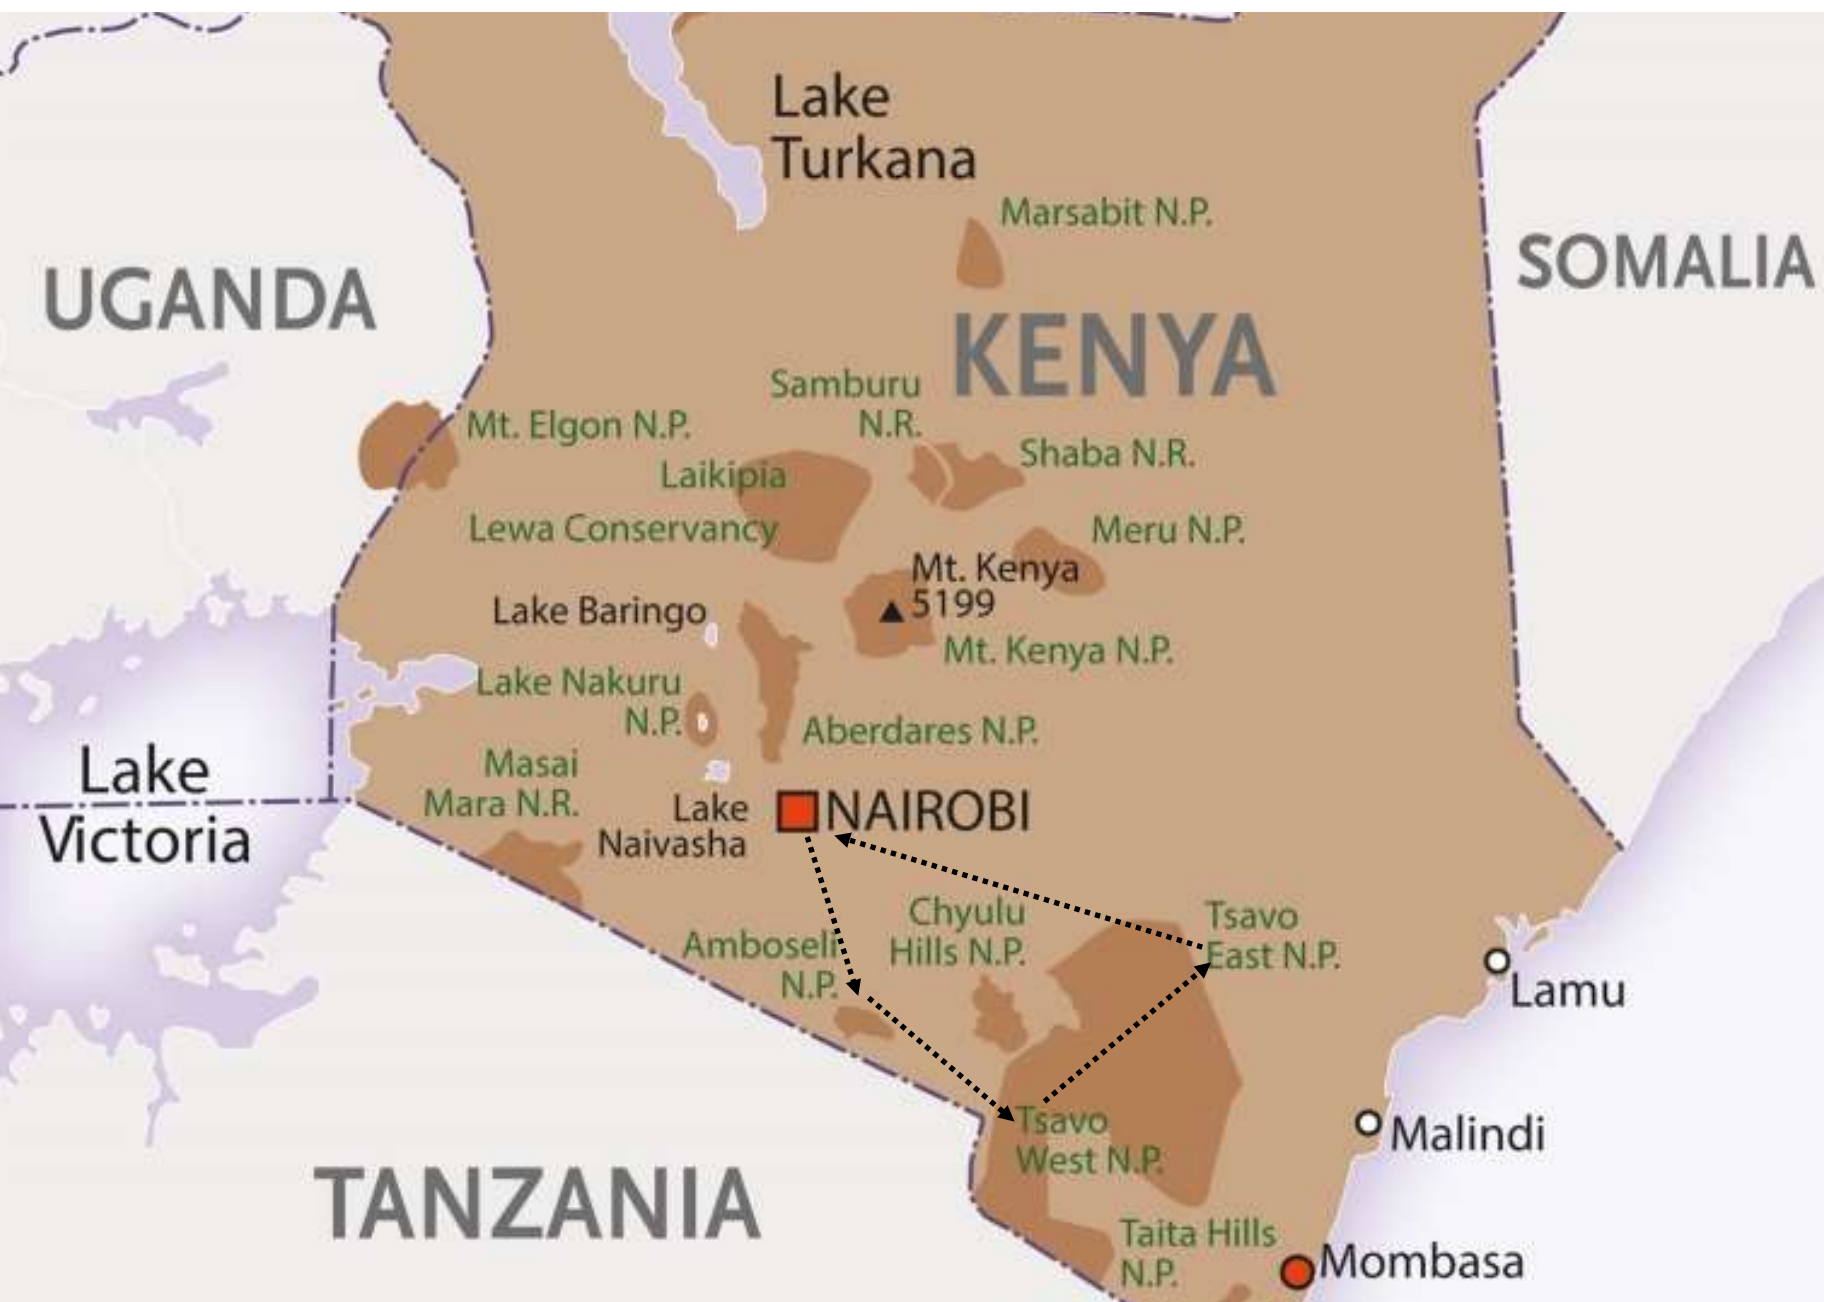 Lake
Turkana
Marsabit N.P.
UGANDA
SOMALIA
KENYA
Samburu
N.R.
Mt. Elgon N.P.
Shaba N.R.
Laikipia
Lewa Conservancy
Meru N.P.
Mt. Kenya
5199
Lake Baringo
Mt. Kenya N.P.
Lake Nakuru
N.P.
Aberdares N.P.
Lake
Victoria
Masai
Mara N.R.
Lake
Naivasha
NAIROBI
Chyulu
Hills N.P.
Tsavo
East N.P.
Amboseli
N.P.
Lamu
Tsavo
West N.P.
Malindi
TANZANIA
Taita Hills
N.P.
Mombasa